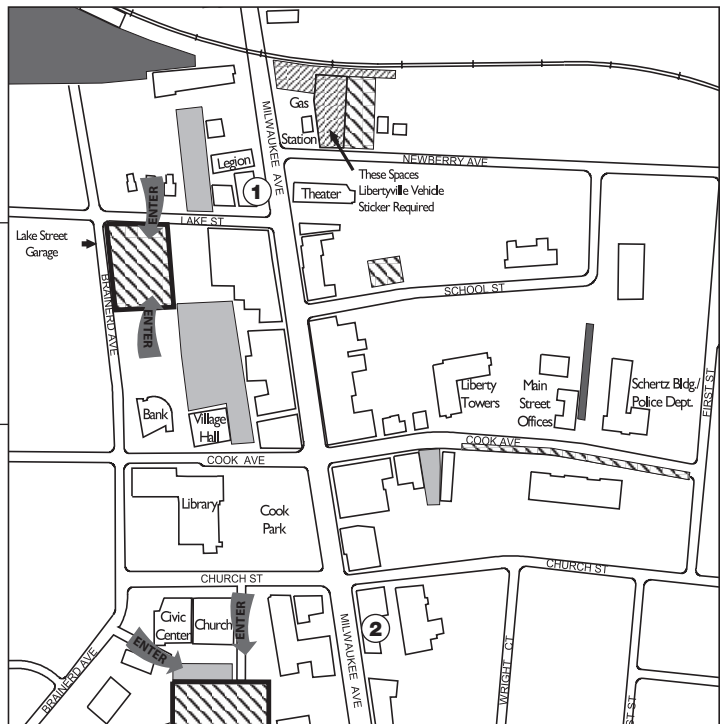 MILWAUKEE AVE
Gas
Station
NEWBERRY AVE
These Spaces
Libertyville Vehicle
Sticker Required
Legion
1
Theater
ENTER
LAKE ST
Lake Street
Garage
BRAINERD AVE
ENTER
SCHOOL ST
FIRST ST
Bank
Village
Hall
Liberty
Towers
Main
Street
Offices
Schertz Bldg./
Police Dept.
COOK AVE
COOK AVE
Library
Cook
Park
CHURCH ST
CHURCH ST
Civic
Center
Church
ENTER
ENTER
2
MILWAUKEE AVE
BRAINERD AVE
WRIGHT CT
ST ST